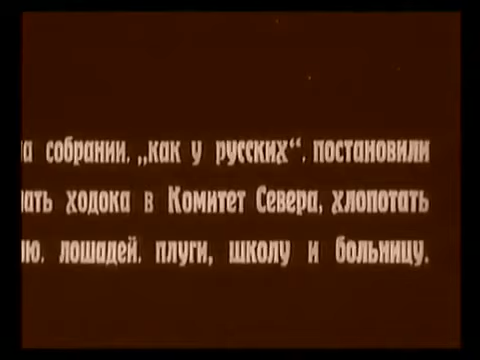 а собрании. „как у русских“. постановили
ать ходока в Комитет Севера, хлопотать
ю. лошадей. плуги, школу и больницу.